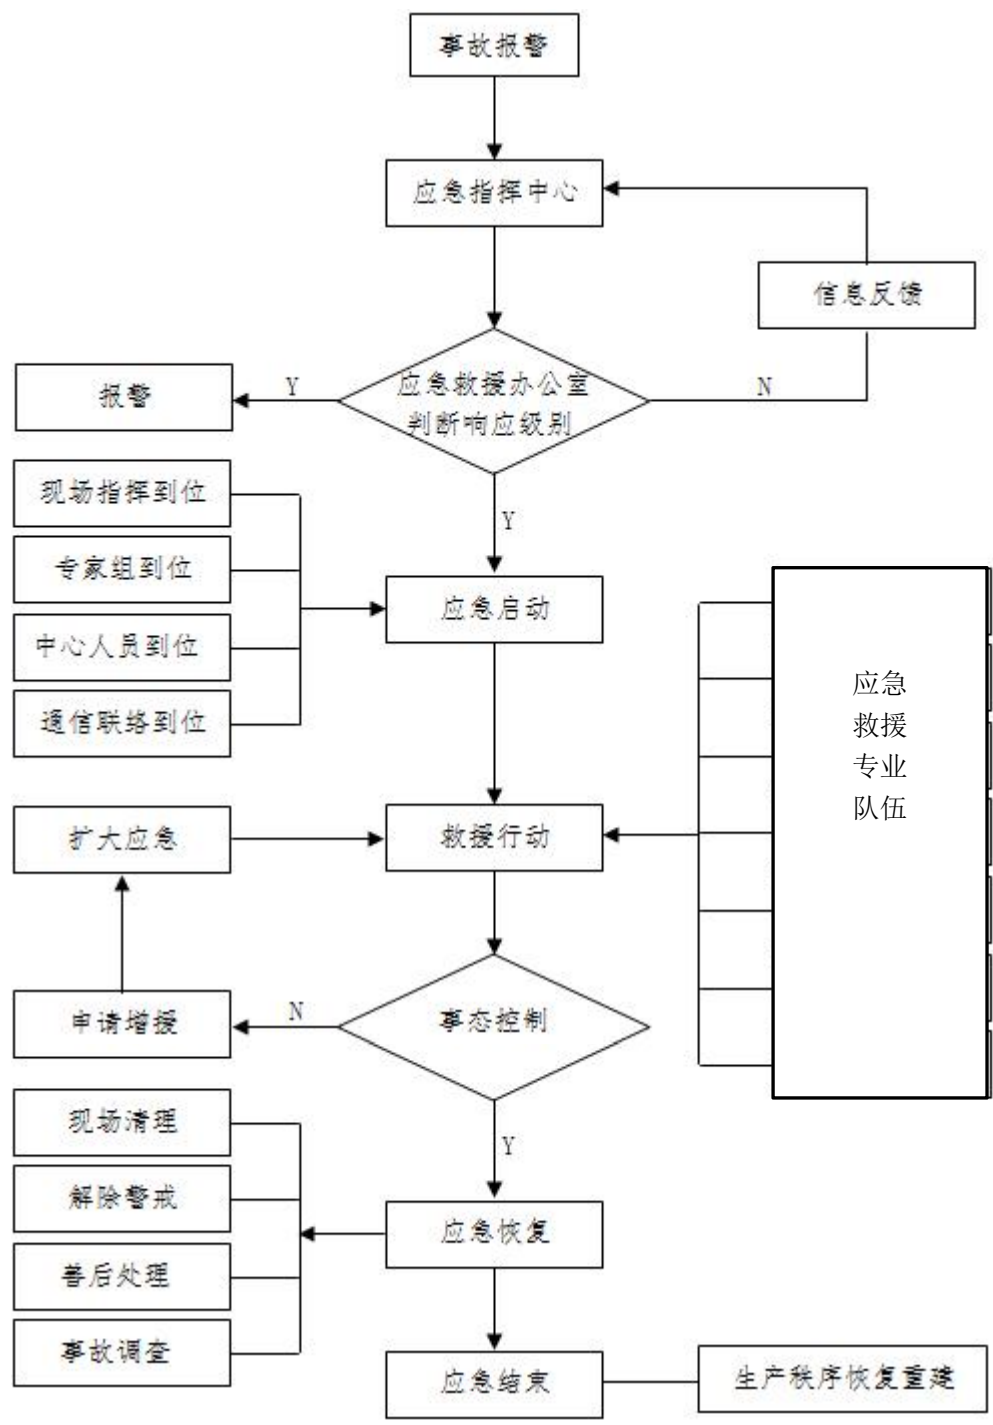 事故报警
应急指挥中心
信息反馈
报警
Y
应急救援办公室
判断响应级别
N
现场指挥到位
Y
专家组到位
应急启动
中心人员到位
通信联络到位
应急
救援
专业
队伍
扩大应急
救援行动
申请增援
N
事态控制
现场清理
Y
解除警戒
应急恢复
善后处理
事故调查
应急结束
生产秩序恢复重建